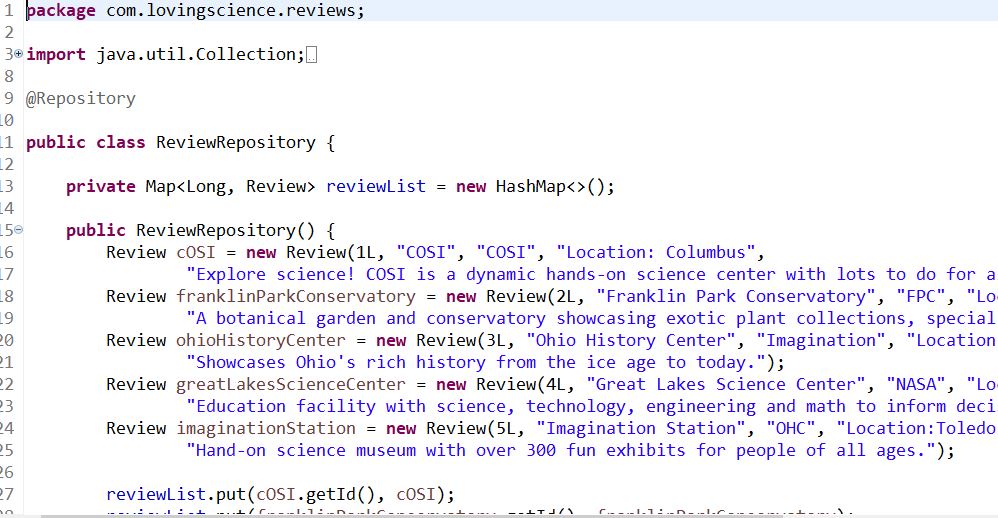 1 package com.lovingscience.reviews;
2
3 import java.util.Collection;
8
9 @Repository
10
11 public class ReviewRepository {
12
13 private Map<Long, Review> reviewList = new HashMap<>();
14
15 public ReviewRepository() {
16 Review cOSI = new Review(1L, "COSI", "COSI", "Location: Columbus",
17 "Explore science! COSI is a dynamic hands-on science center with lots to do for a
18 Review franklinParkConservatory = new Review(2L, "Franklin Park Conservatory", "FPC", "Lo
19 "A botanical garden and conservatory showcasing exotic plant collections, special
20 Review ohioHistoryCenter = new Review(3L, "Ohio History Center", "Imagination", "Location
21 "Showcases Ohio's rich history from the ice age to today.");
22 Review greatLakesScienceCenter = new Review(4L, "Great Lakes Science Center", "NASA", "Lo
23 "Education facility with science, technology, engineering and math to inform deci
24 Review imaginationStation = new Review(5L, "Imagination Station", "OHC", "Location:Toledo
25 "Hand-on science museum with over 300 fun exhibits for people of all ages.");
26
27 reviewList.put(cOSI.getId(), cOSI);